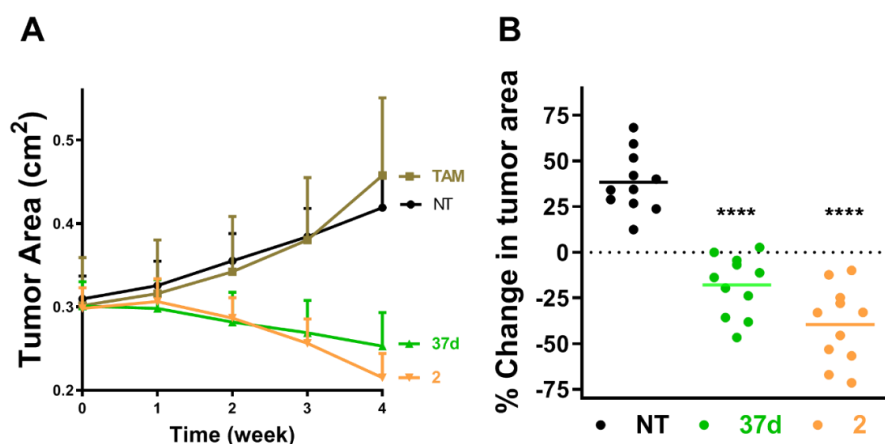 A
Tumor Area (cm2)
0.5
0.4
0.3
0.2
0 1 2 3 4
Time (week)
TAM
NT
37d
2
B
% Change in tumor area
75
50
25
0
-25
-50
-75
**** ****
NT 37d 2